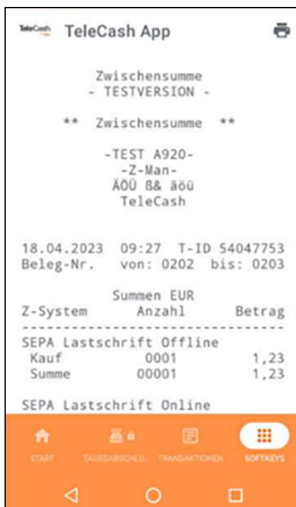 TeleCash TeleCash App
Zwischensumme
- TESTVERSION -
** Zwischensumme **
-TEST A920-
-Z-Man-
ÄÖÜ ß& äöü
TeleCash
18.04.2023 09:27 T-ID 54047753
Beleg-Nr. von: 0202 bis: 0203
Summen EUR
Z-System Anzahl Betrag
--------------------------------
SEPA Lastschrift Offline
Kauf 0001 1,23
Summe 00001 1,23
SEPA Lastschrift Online
START TAGESABSCHLU... TRANSAKTIONEN SOFTKEYS